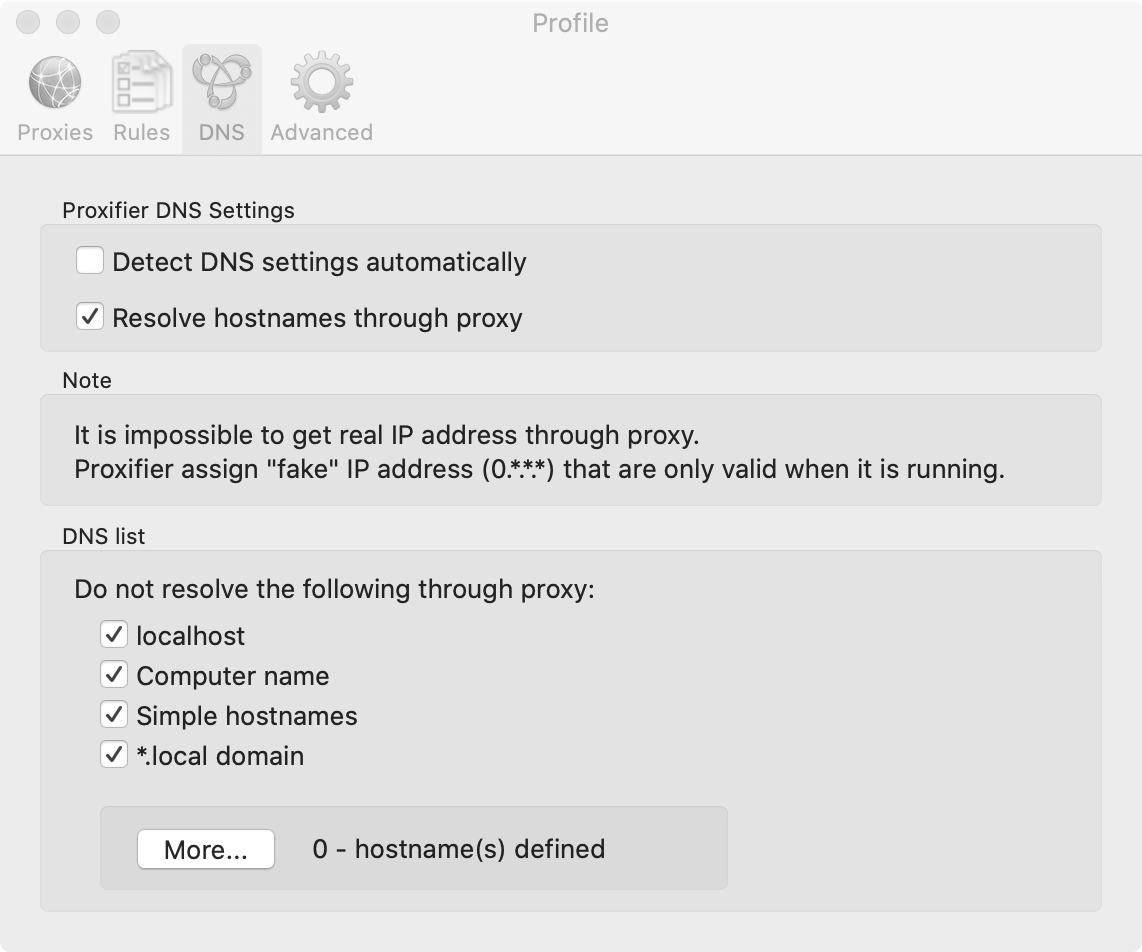 Profile
Proxies Rules DNS Advanced
Proxifier DNS Settings
Detect DNS settings automatically
Resolve hostnames through proxy
Note
It is impossible to get real IP address through proxy.
Proxifier assign "fake" IP address (0.*.*.*) that are only valid when it is running.
DNS list
Do not resolve the following through proxy:
localhost
Computer name
Simple hostnames
*.local domain
More... 0 - hostname(s) defined